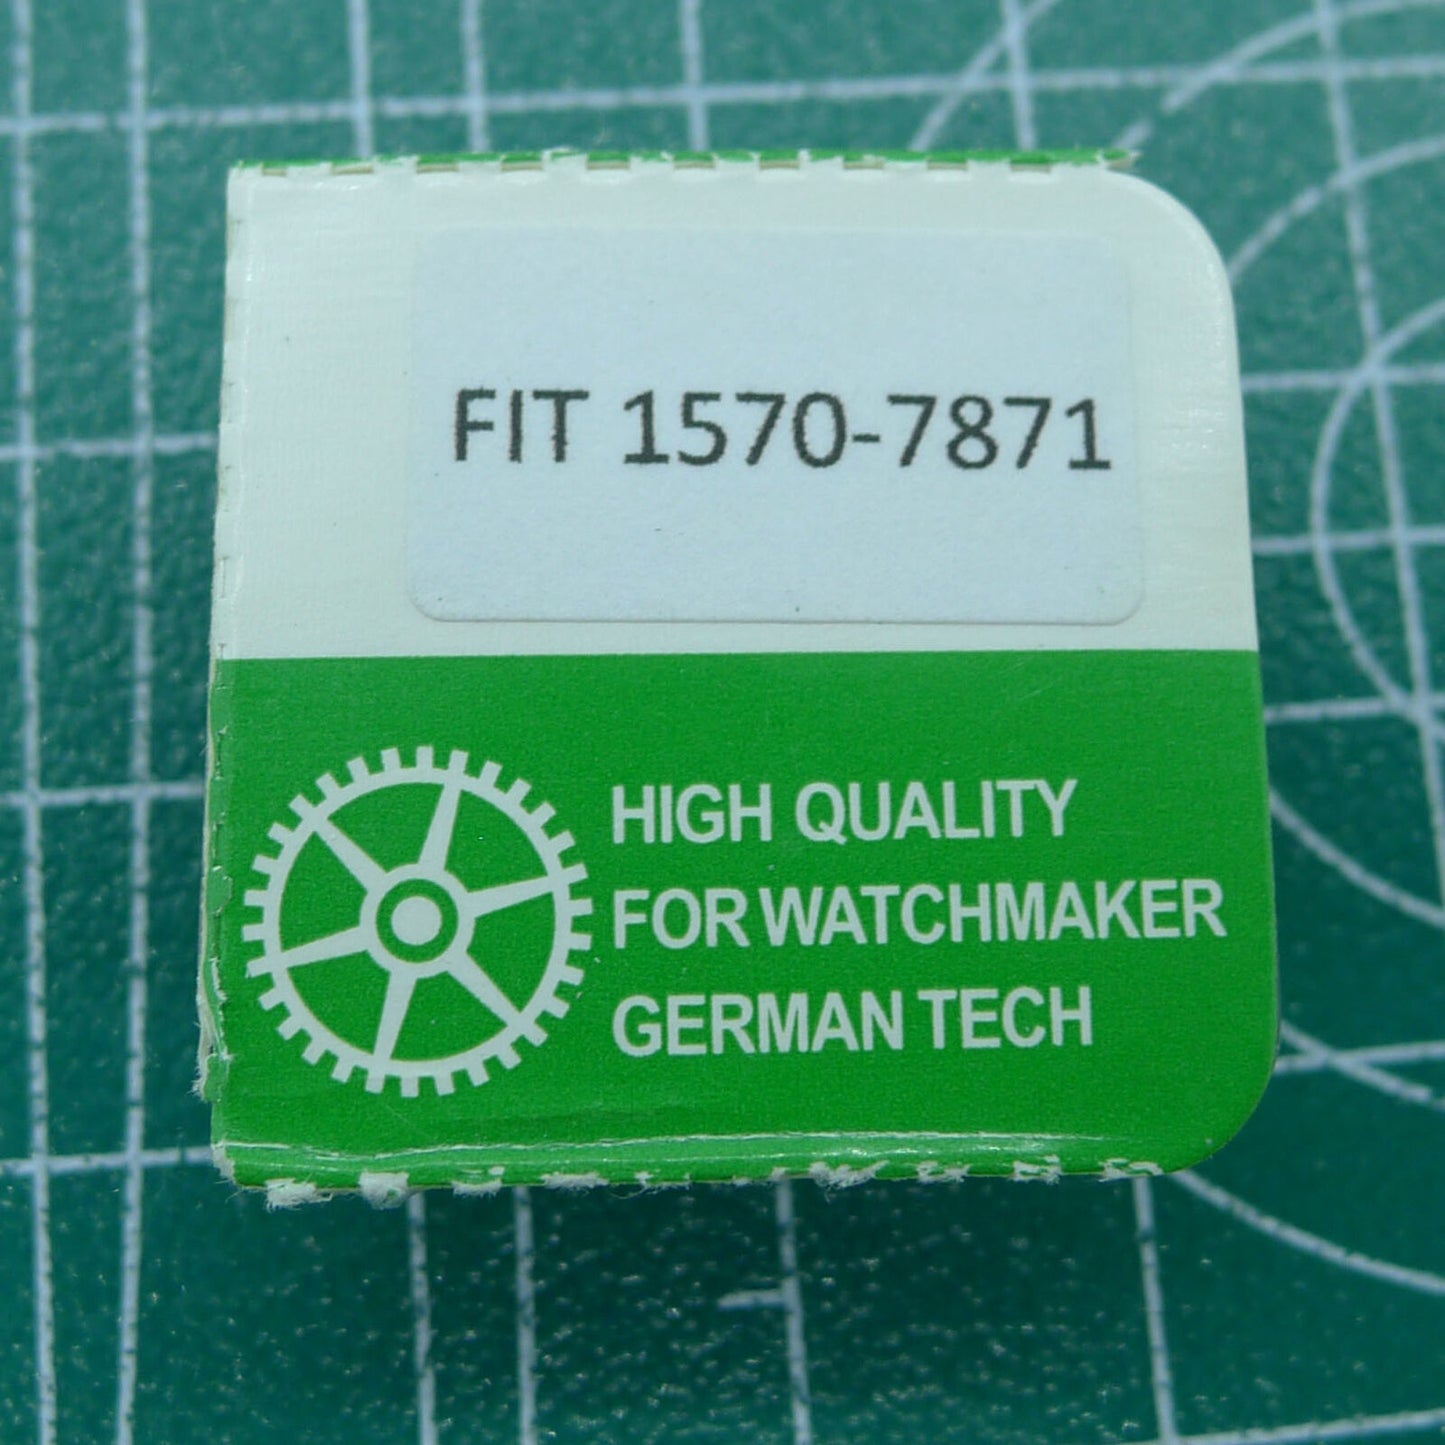 FIT 1570-7871
HIGH QUALITY
FOR WATCHMAKER
GERMAN TECH